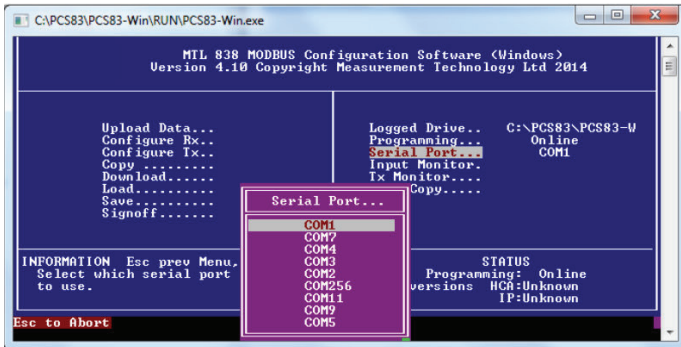 C:\PCS83\PCS83-Win\RUN\PCS83-Win.exe
MTL 838 MODBUS Configuration Software (Windows)
Version 4.10 Copyright Measurement Technology Ltd 2014
Upload Data...
Configure Rx..
Configure Tx..
Copy .........
Download......
Load..........
Save..........
Signoff.......
Logged Drive.. C:\PCS83\PCS83-W
Programming.. Online
Serial Port... COM1
Input Monitor.
Tx Monitor....
Copy.....
Serial Port...
COM1
COM7
COM4
COM3
COM2
COM256
COM11
COM9
COM5
INFORMATION Esc prev Menu,
Select which serial port
to use.
STATUS
Programming: Online
versions HCA:Unknown
IP:Unknown
Esc to Abort